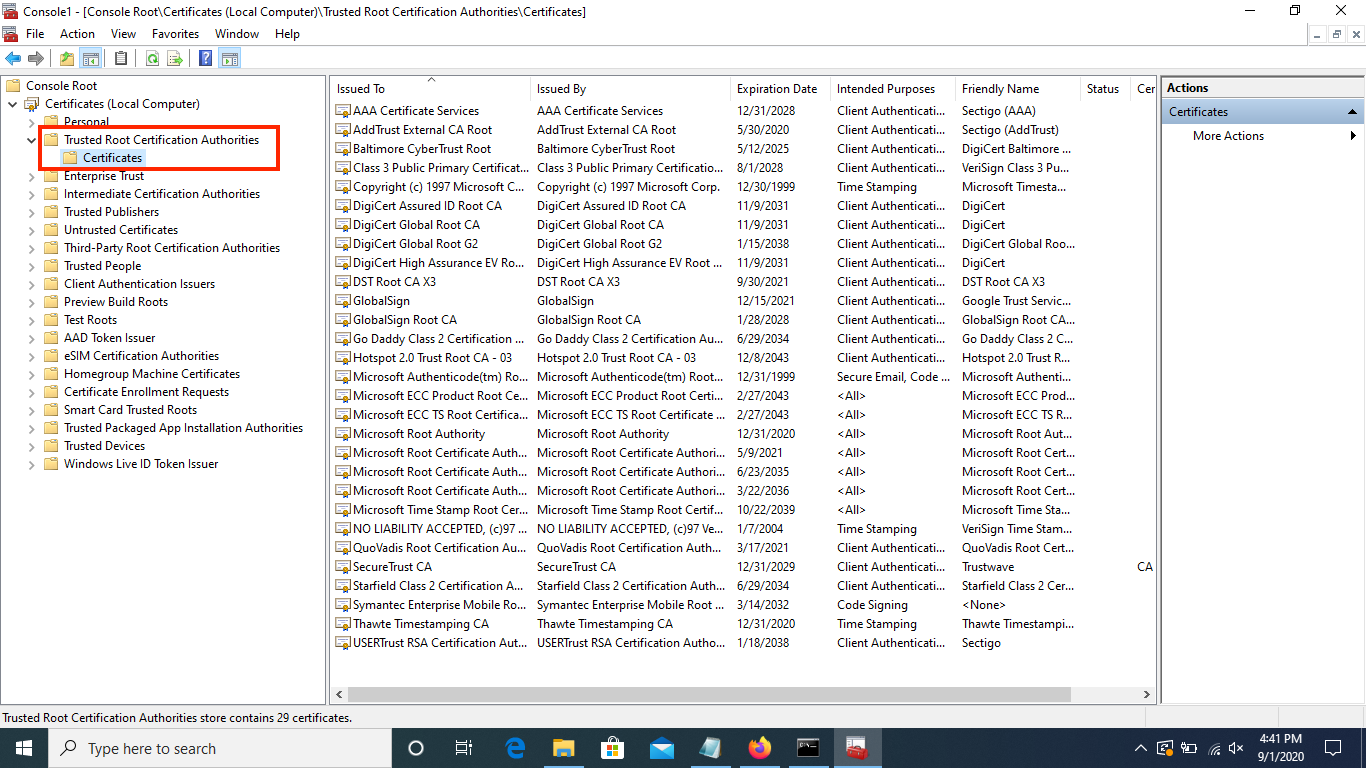 Console1 - [Console Root\Certificates (Local Computer)\Trusted Root Certification Authorities\Certificates]
File Action View Favorites Window Help
Console Root
Certificates (Local Computer)
Personal
Trusted Root Certification Authorities
Certificates
Enterprise Trust
Intermediate Certification Authorities
Trusted Publishers
Untrusted Certificates
Third-Party Root Certification Authorities
Trusted People
Client Authentication Issuers
Preview Build Roots
Test Roots
AAD Token Issuer
eSIM Certification Authorities
Homegroup Machine Certificates
Certificate Enrollment Requests
Smart Card Trusted Roots
Trusted Packaged App Installation Authorities
Trusted Devices
Windows Live ID Token Issuer
Issued To Issued By Expiration Date Intended Purposes Friendly Name Status Cer
AAA Certificate Services AAA Certificate Services 12/31/2028 Client Authenticati... Sectigo (AAA)
AddTrust External CA Root AddTrust External CA Root 5/30/2020 Client Authenticati... Sectigo (AddTrust)
Baltimore CyberTrust Root Baltimore CyberTrust Root 5/12/2025 Client Authenticati... DigiCert Baltimore ...
Class 3 Public Primary Certificat... Class 3 Public Primary Certificatio... 8/1/2028 Client Authenticati... VeriSign Class 3 Pu...
Copyright (c) 1997 Microsoft C... Copyright (c) 1997 Microsoft Corp. 12/30/1999 Time Stamping Microsoft Timesta...
DigiCert Assured ID Root CA DigiCert Assured ID Root CA 11/9/2031 Client Authenticati... DigiCert
DigiCert Global Root CA DigiCert Global Root CA 11/9/2031 Client Authenticati... DigiCert
DigiCert Global Root G2 DigiCert Global Root G2 1/15/2038 Client Authenticati... DigiCert Global Roo...
DigiCert High Assurance EV Ro... DigiCert High Assurance EV Root ... 11/9/2031 Client Authenticati... DigiCert
DST Root CA X3 DST Root CA X3 9/30/2021 Client Authenticati... DST Root CA X3
GlobalSign GlobalSign 12/15/2021 Client Authenticati... Google Trust Servic...
GlobalSign Root CA GlobalSign Root CA 1/28/2028 Client Authenticati... GlobalSign Root CA...
Go Daddy Class 2 Certification ... Go Daddy Class 2 Certification Au... 6/29/2034 Client Authenticati... Go Daddy Class 2 C...
Hotspot 2.0 Trust Root CA - 03 Hotspot 2.0 Trust Root CA - 03 12/8/2043 Client Authenticati... Hotspot 2.0 Trust R...
Microsoft Authenticode(tm) Ro... Microsoft Authenticode(tm) Root... 12/31/1999 Secure Email, Code ... Microsoft Authenti...
Microsoft ECC Product Root Ce... Microsoft ECC Product Root Certi... 2/27/2043 <All> Microsoft ECC Prod...
Microsoft ECC TS Root Certifica... Microsoft ECC TS Root Certificate ... 2/27/2043 <All> Microsoft ECC TS R...
Microsoft Root Authority Microsoft Root Authority 12/31/2020 <All> Microsoft Root Aut...
Microsoft Root Certificate Auth... Microsoft Root Certificate Authori... 5/9/2021 <All> Microsoft Root Cert...
Microsoft Root Certificate Auth... Microsoft Root Certificate Authori... 6/23/2035 <All> Microsoft Root Cert...
Microsoft Root Certificate Auth... Microsoft Root Certificate Authori... 3/22/2036 <All> Microsoft Root Cert...
Microsoft Time Stamp Root Cert... Microsoft Time Stamp Root Certif... 10/22/2039 <All> Microsoft Time Sta...
NO LIABILITY ACCEPTED, (c)97 ... NO LIABILITY ACCEPTED, (c)97 Ve... 1/7/2004 Time Stamping VeriSign Time Stam...
QuoVadis Root Certification Au... QuoVadis Root Certification Auth... 3/17/2021 Client Authenticati... QuoVadis Root Cert...
SecureTrust CA SecureTrust CA 12/31/2029 Client Authenticati... Trustwave CA
Starfield Class 2 Certification A... Starfield Class 2 Certification Auth... 6/29/2034 Client Authenticati... Starfield Class 2 Cer...
Symantec Enterprise Mobile Ro... Symantec Enterprise Mobile Root ... 3/14/2032 Code Signing <None>
Thawte Timestamping CA Thawte Timestamping CA 12/31/2020 Time Stamping Thawte Timestampi...
USERTrust RSA Certification Aut... USERTrust RSA Certification Autho... 1/18/2038 Client Authenticati... Sectigo
Actions
Certificates
More Actions
Trusted Root Certification Authorities store contains 29 certificates.
Type here to search
4:41 PM
9/1/2020